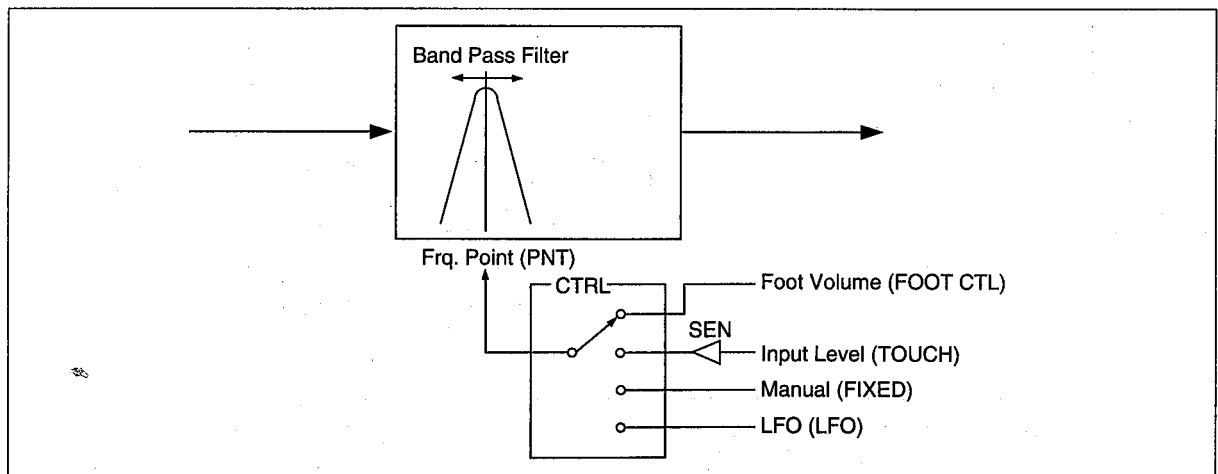 Band Pass Filter
Frq. Point (PNT)
CTRL
Foot Volume (FOOT CTL)
SEN
Input Level (TOUCH)
Manual (FIXED)
LFO (LFO)